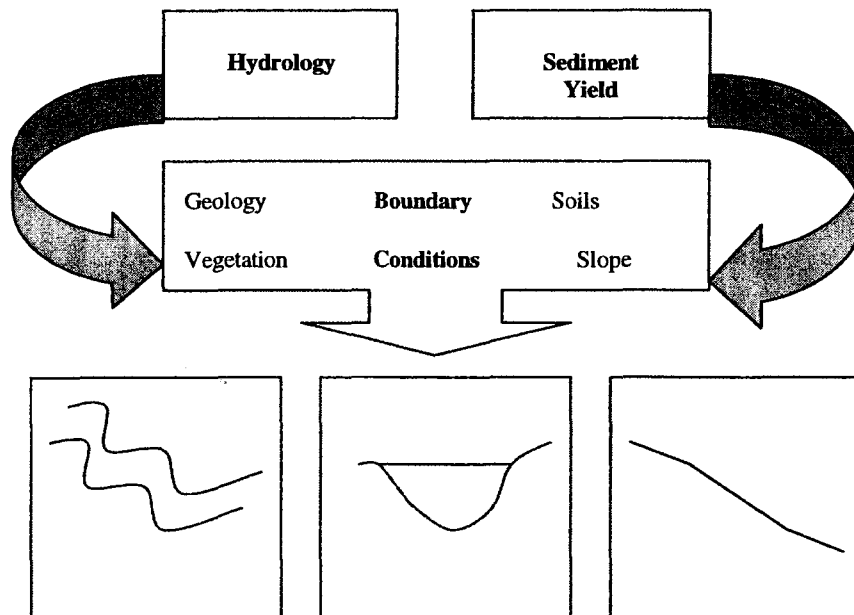 Hydrology
Sediment
Yield
Geology Boundary Soils
Vegetation Conditions Slope